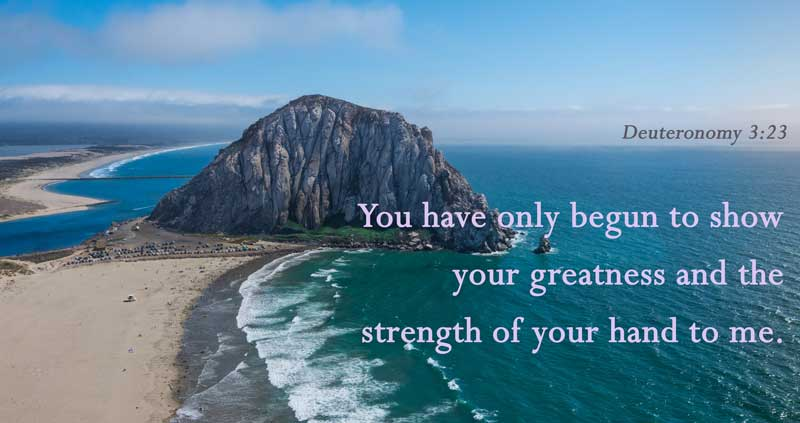 Deuteronomy 3:23
You have only begun to show
your greatness and the
strength of your hand to me.